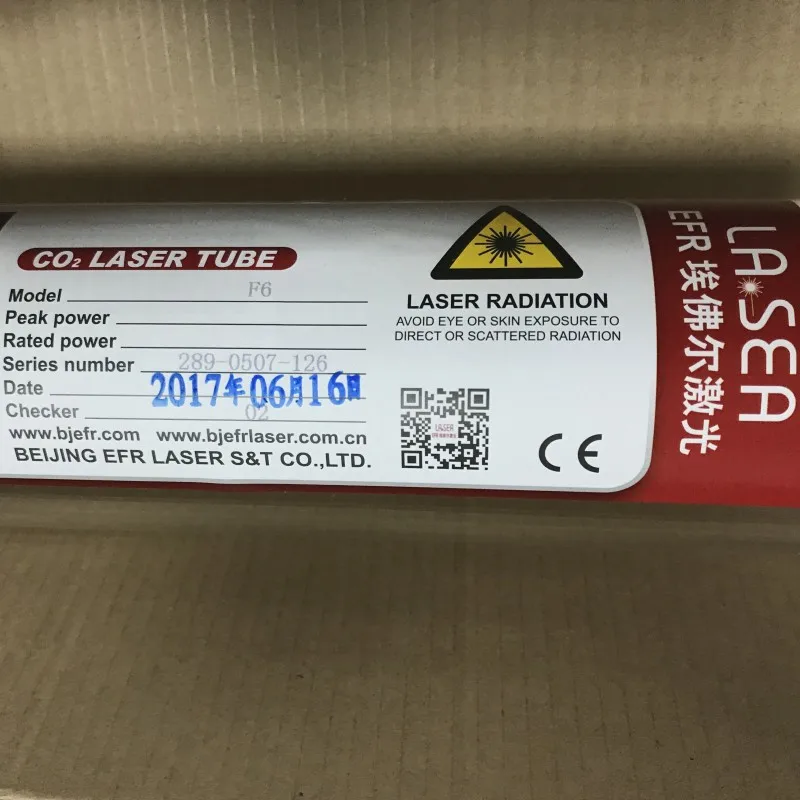 CO₂ LASER TUBE
Model F6
Peak power
Rated power
Series number 289-0507-126
Date 2017年06月16日
Checker 02
www.bjefr.com www.bjefrlaser.com.cn
BEIJING EFR LASER S&T CO.,LTD.
LASER RADIATION
AVOID EYE OR SKIN EXPOSURE TO
DIRECT OR SCATTERED RADIATION
LASER
CE
EFR 埃佛尔激光
LASEA